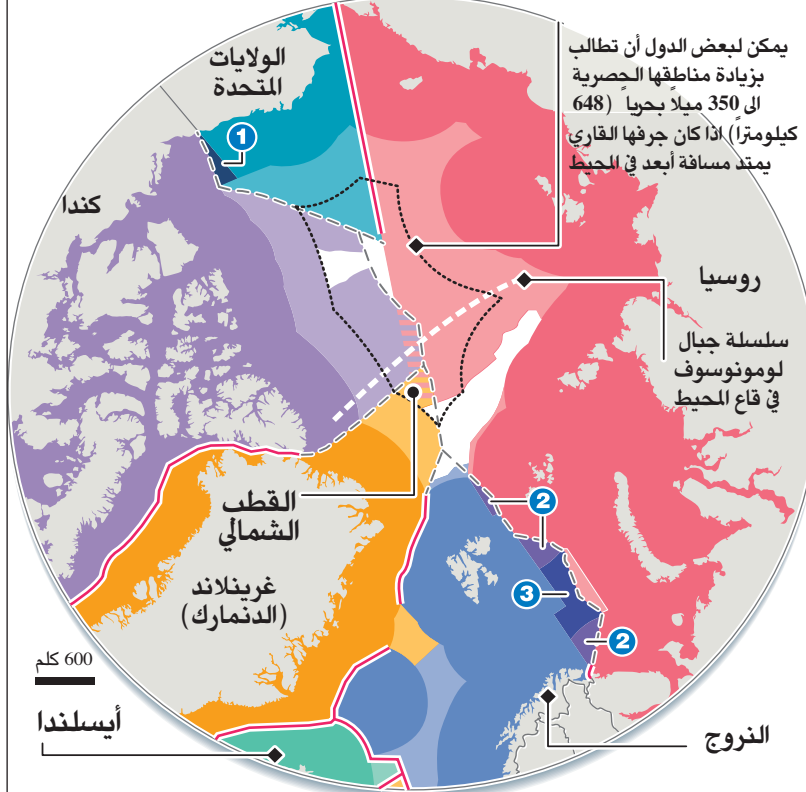 يمكن لبعض الدول أن تطالب
بزيادة مناطقها الحصرية
الى 350 ميلاً بحرياً (648
كيلومتراً) اذا كان جرفها القاري
يمتد مسافة أبعد في المحيط
الولايات
المتحدة
1
كندا
روسيا
سلسلة جبال
لومونوسوف
في قاع المحيط
القطب
الشمالي
2
غرينلاند
(الدنمارك)
3
2
600 كلم
أيسلندا
النروج